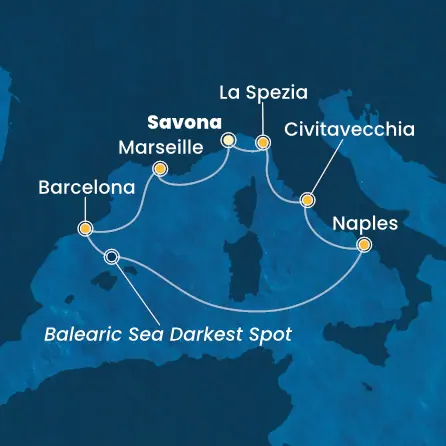 La Spezia
Savona
Civitavecchia
Marseille
Barcelona
Naples
Balearic Sea Darkest Spot